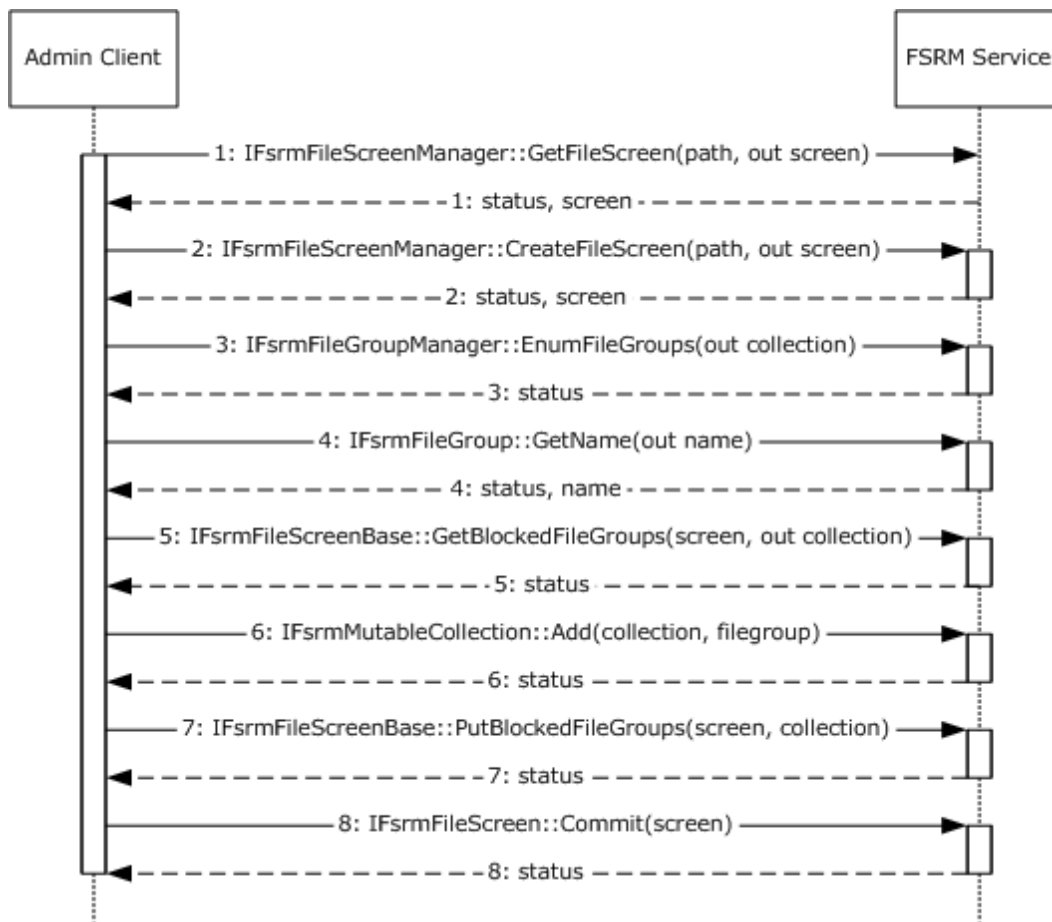 Admin Client
FSRM Service
1: IFsrmFileScreenManager::GetFileScreen(path, out screen)
1: status, screen
2: IFsrmFileScreenManager::CreateFileScreen(path, out screen)
2: status, screen
3: IFsrmFileGroupManager::EnumFileGroups(out collection)
3: status
4: IFsrmFileGroup::GetName(out name)
4: status, name
5: IFsrmFileScreenBase::GetBlockedFileGroups(screen, out collection)
5: status
6: IFsrmMutableCollection::Add(collection, filegroup)
6: status
7: IFsrmFileScreenBase::PutBlockedFileGroups(screen, collection)
7: status
8: IFsrmFileScreen::Commit(screen)
8: status